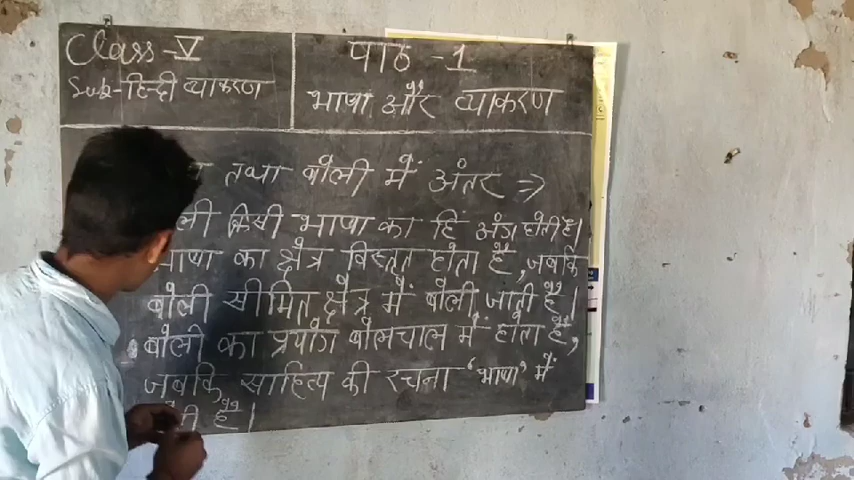 Class - V
Sub - हिन्दी व्याकरण
पाठ - 1
भाषा और व्याकरण
तथा बोली में अंतर ⇒
किसी भाषा का हिं अंग होती है।
भाषा का क्षेत्र विस्तृत होता है, जबकि
बोली सीमित क्षेत्र में बोली जाती है।
बोली का प्रयोग बोलचाल में होता है,
जबकि साहित्य की रचना 'भाषा' में
है।